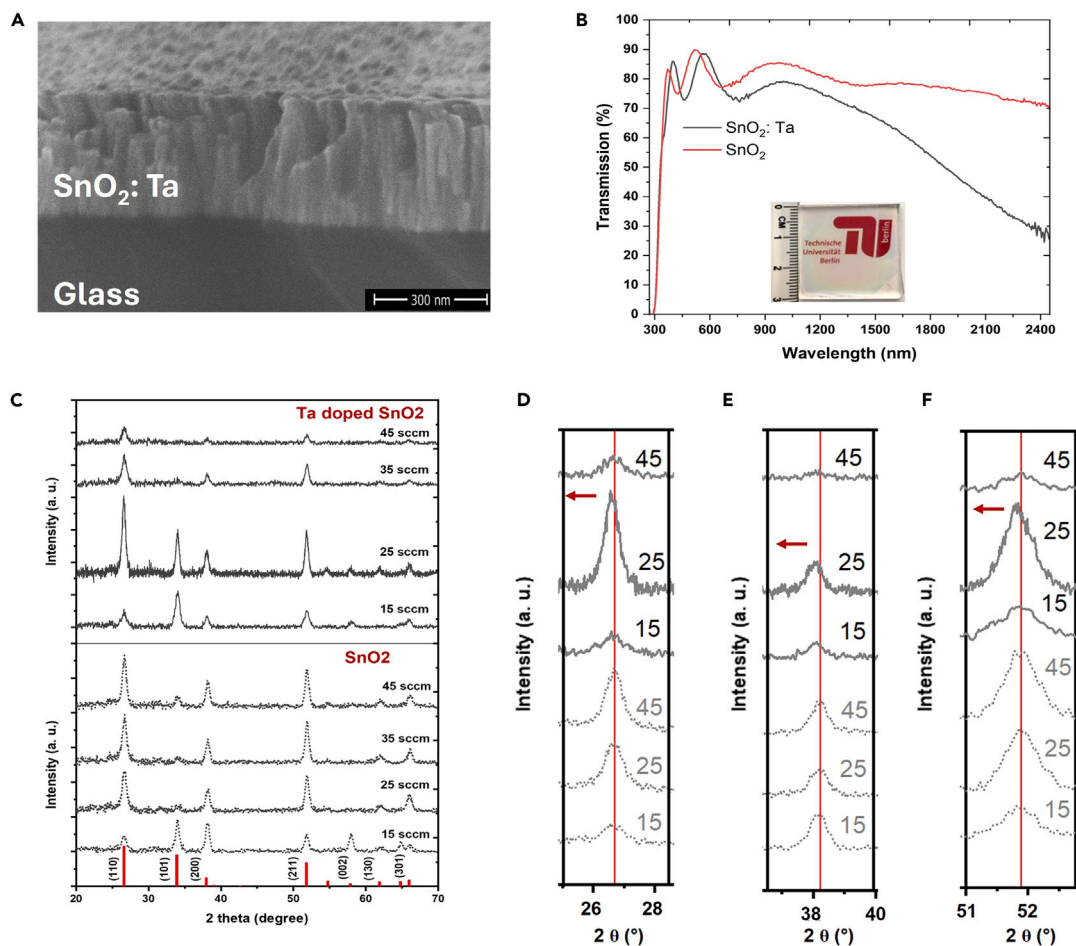 A
SnO2: Ta
Glass
300 nm
B
Transmission (%)
100
90
80
70
60
50
40
30
20
10
0
SnO2: Ta
SnO2
0 CM 1 2 3
Technische
Universität
Berlin
berlin
300 600 900 1200 1500 1800 2100 2400
Wavelength (nm)
C
Ta doped SnO2
45 sccm
35 sccm
25 sccm
15 sccm
Intensity (a. u.)
SnO2
45 sccm
35 sccm
25 sccm
15 sccm
Intensity (a. u.)
(110) (101) (200) (211) (002) (130) (301)
20 30 40 50 60 70
2 theta (degree)
D
45
25
15
45
25
15
Intensity (a. u.)
26 28
2 θ (°)
E
45
25
15
45
25
15
Intensity (a. u.)
38 40
2 θ (°)
F
45
25
15
45
25
15
Intensity (a. u.)
51 52
2 θ (°)